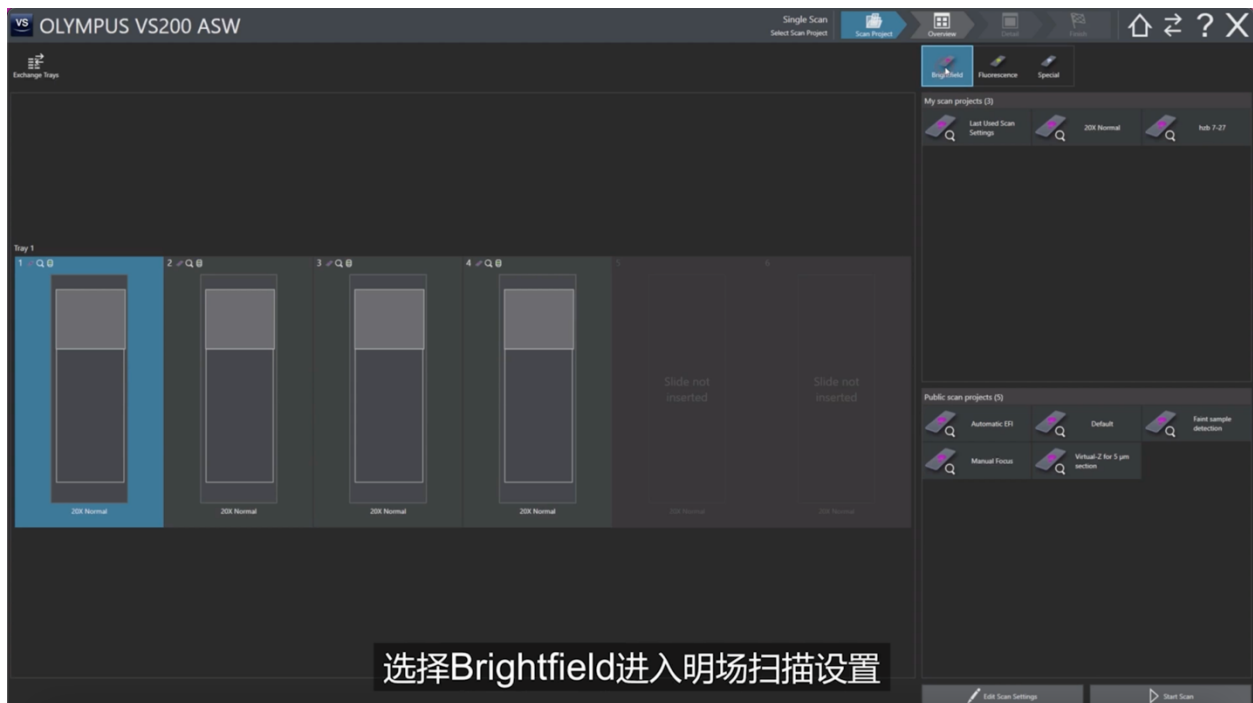 VS OLYMPUS VS200 ASW
Single Scan
Select Scan Project
Scan Project
Overview
Detail
Finish
Exchange Trays
Brightfield
Fluorescence
Special
My scan projects (3)
Last Used Scan
Settings
20X Normal
hzb 7-27
Tray 1
1
2
3
4
5
6
Slide not
inserted
Slide not
inserted
20X Normal
20X Normal
20X Normal
20X Normal
20X Normal
20X Normal
Public scan projects (5)
Automatic EFI
Default
Faint sample
detection
Manual Focus
Virtual-Z for 5 μm
section
选择Brightfield进入明场扫描设置
Edit Scan Settings
Start Scan